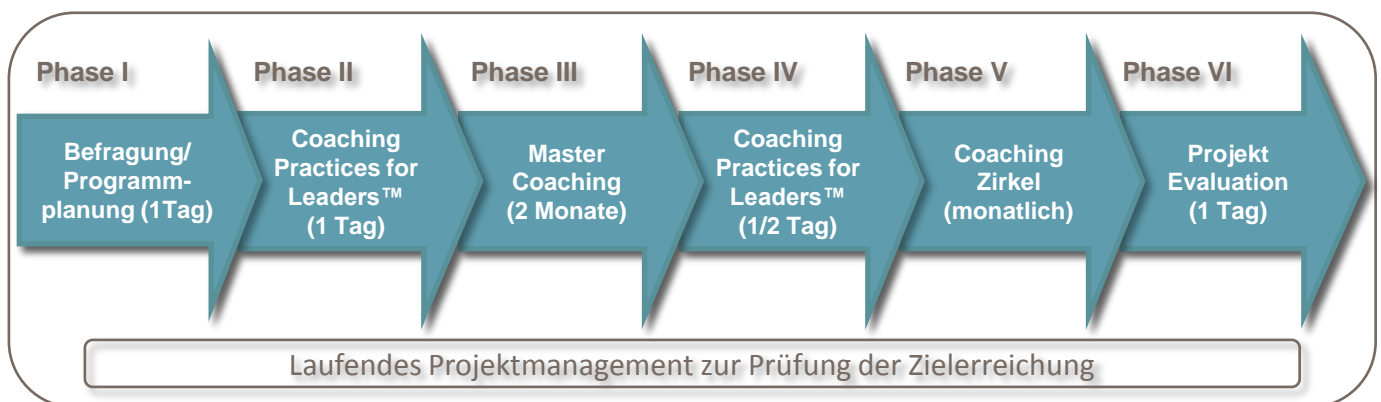 Phase I
Befragung/
Programm-
planung (1Tag)
Phase II
Coaching
Practices for
Leaders™
(1 Tag)
Phase III
Master
Coaching
(2 Monate)
Phase IV
Coaching
Practices for
Leaders™
(1/2 Tag)
Phase V
Coaching
Zirkel
(monatlich)
Phase VI
Projekt
Evaluation
(1 Tag)
Laufendes Projektmanagement zur Prüfung der Zielerreichung